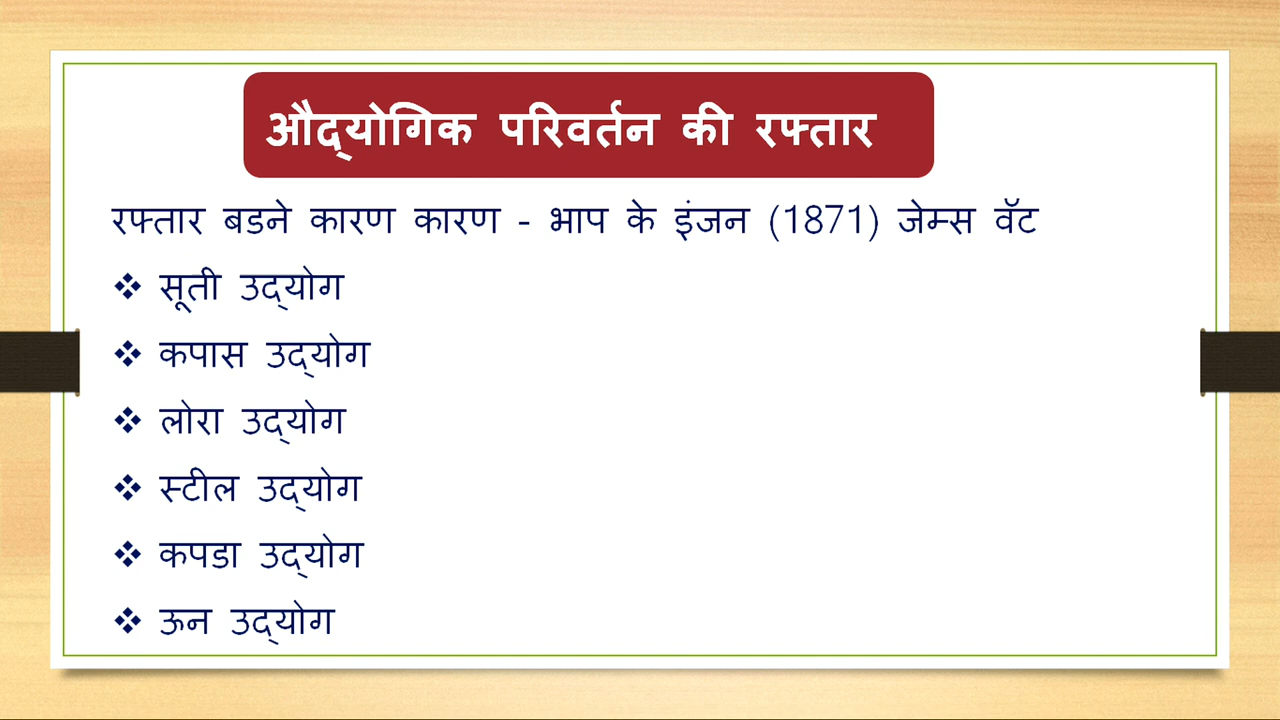 औद्योगिक परिवर्तन की रफ्तार
रफ्तार बडने कारण कारण - भाप के इंजन (1871) जेम्स वॅट
❖ सूती उद्योग
❖ कपास उद्योग
❖ लोरा उद्योग
❖ स्टील उद्योग
❖ कपडा उद्योग
❖ ऊन उद्योग